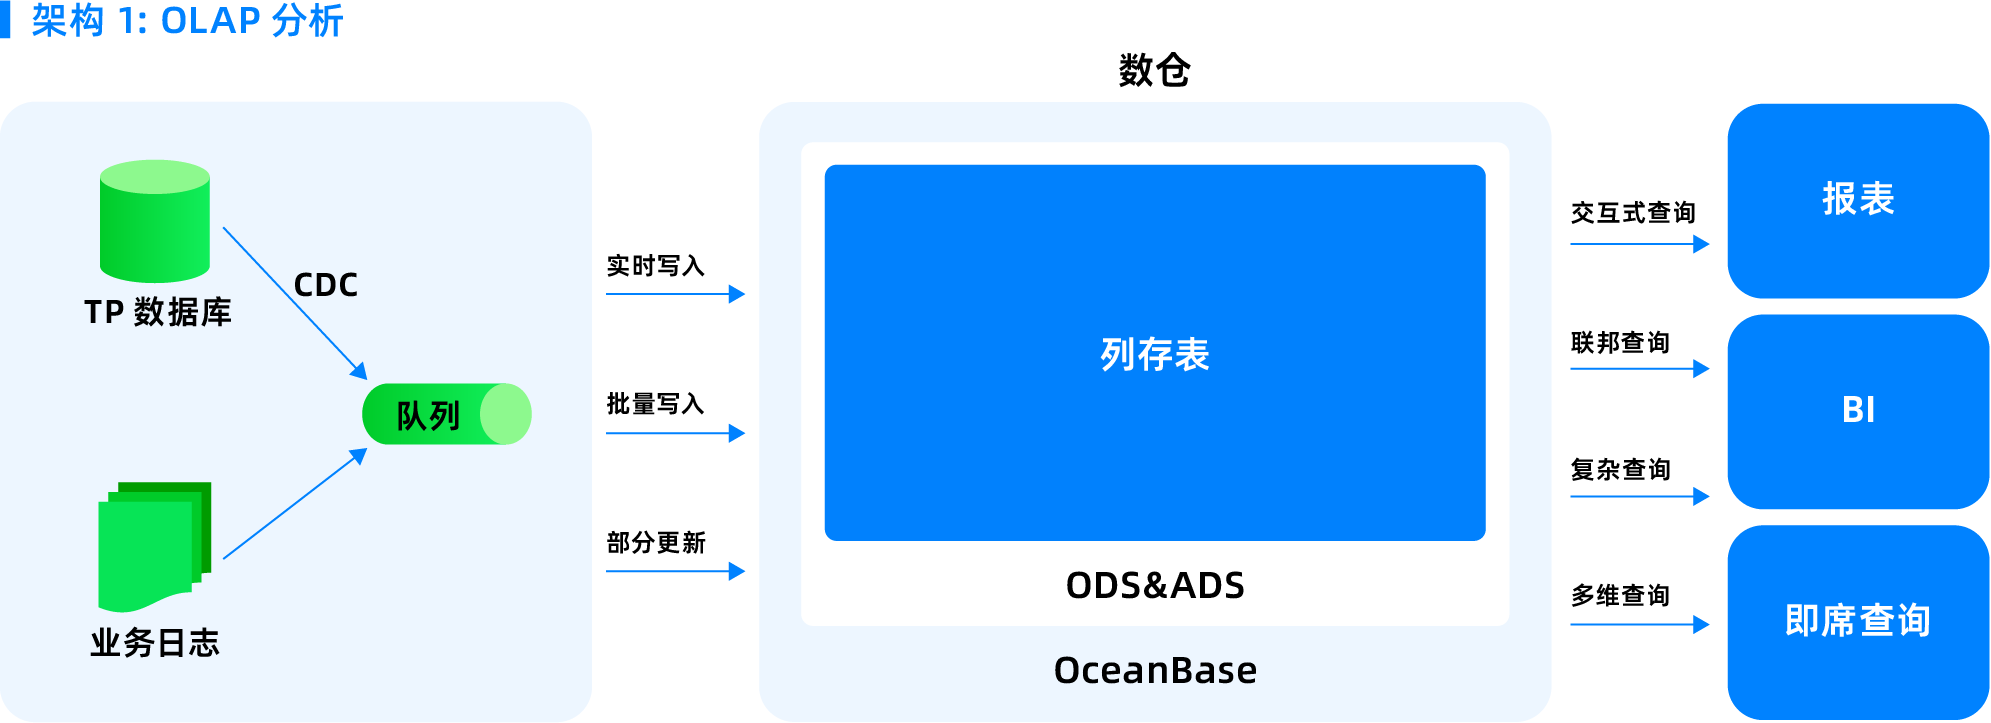 架构 1: OLAP 分析
数仓
TP 数据库
CDC
队列
业务日志
实时写入
批量写入
部分更新
列存表
ODS&ADS
OceanBase
交互式查询
联邦查询
复杂查询
多维查询
报表
BI
即席查询